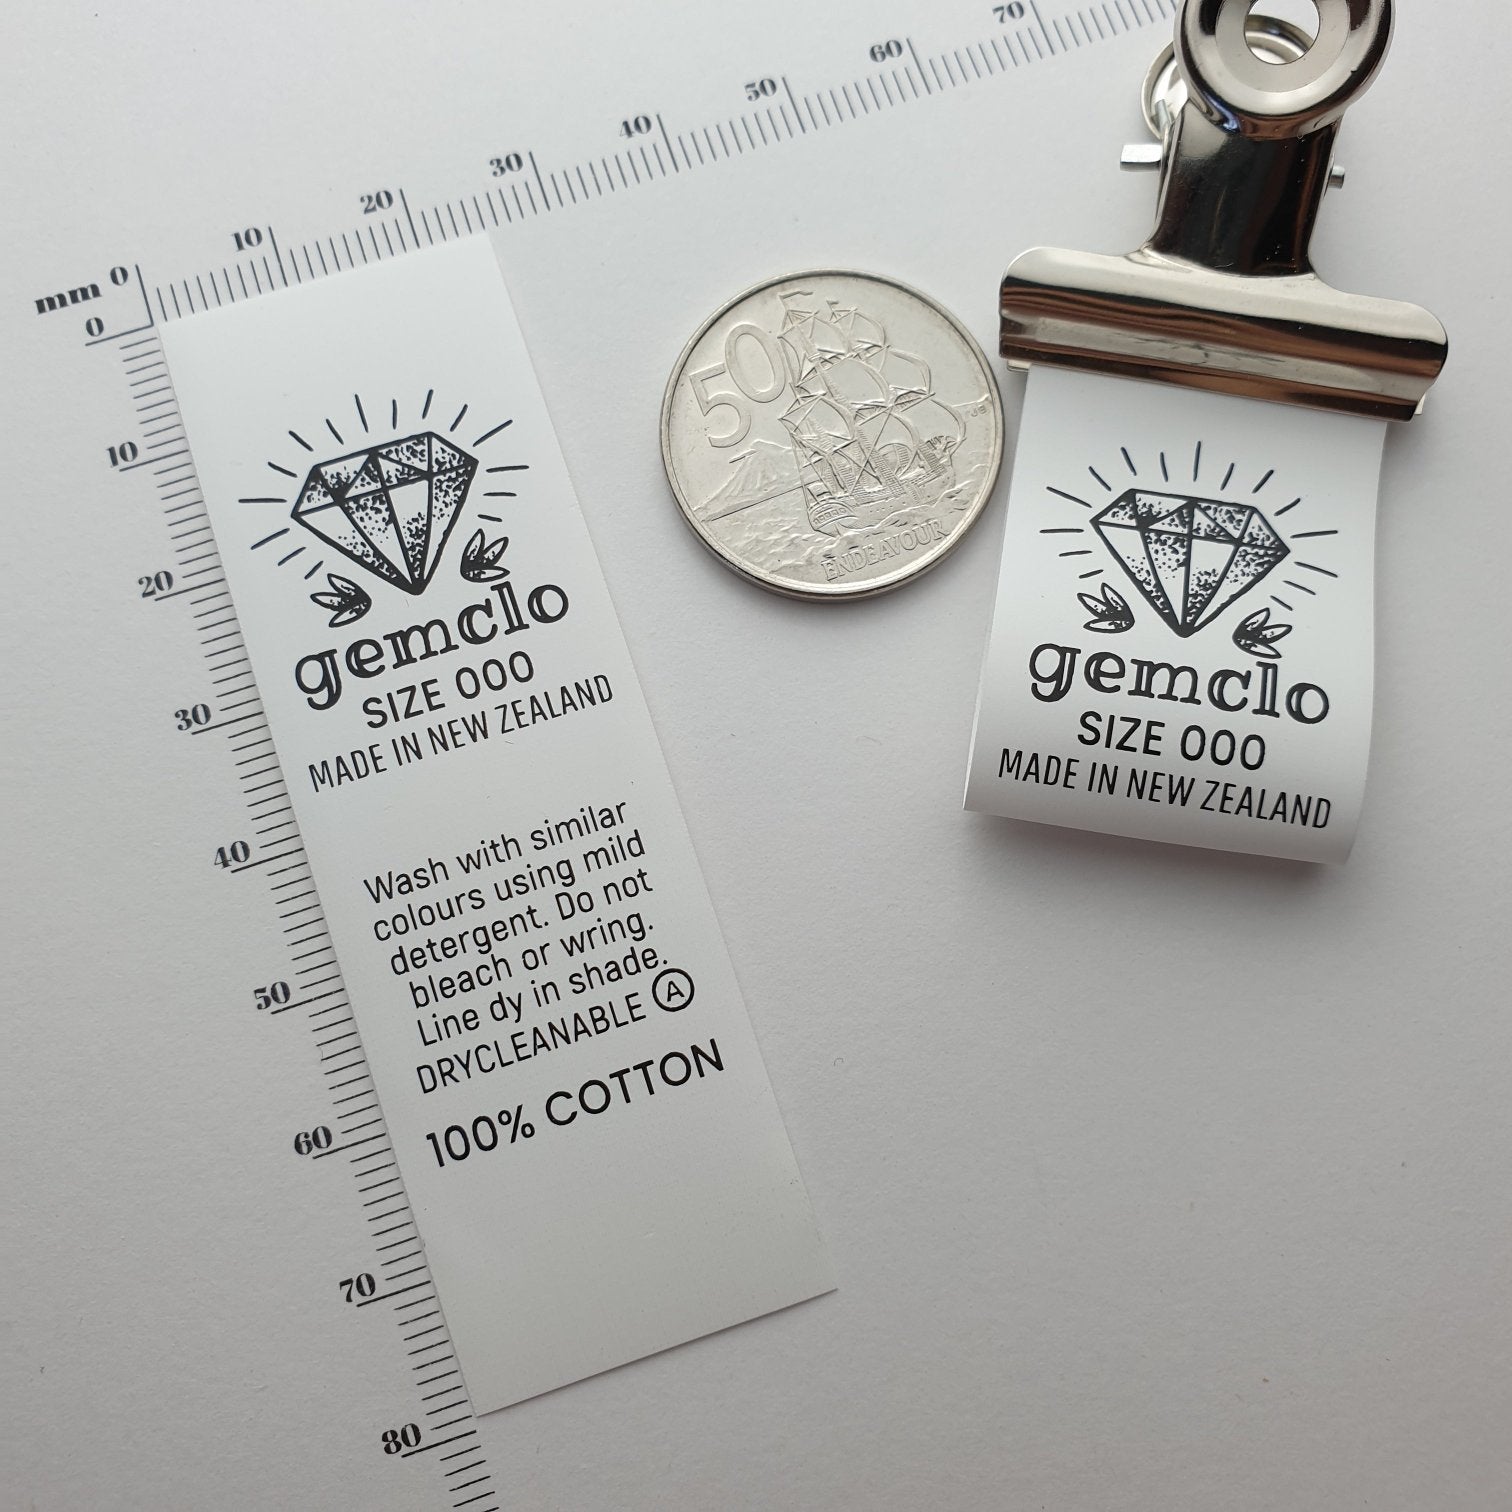 mm 0 10 20 30 40 50 60 70
0
10
20
30
40
50
60
70
80
gemclo
SIZE 000
MADE IN NEW ZEALAND
Wash with similar
colours using mild
detergent. Do not
bleach or wring.
Line dy in shade.
DRYCLEANABLE Ⓐ
100% COTTON
50
ENDEAVOUR
JB
gemclo
SIZE 000
MADE IN NEW ZEALAND